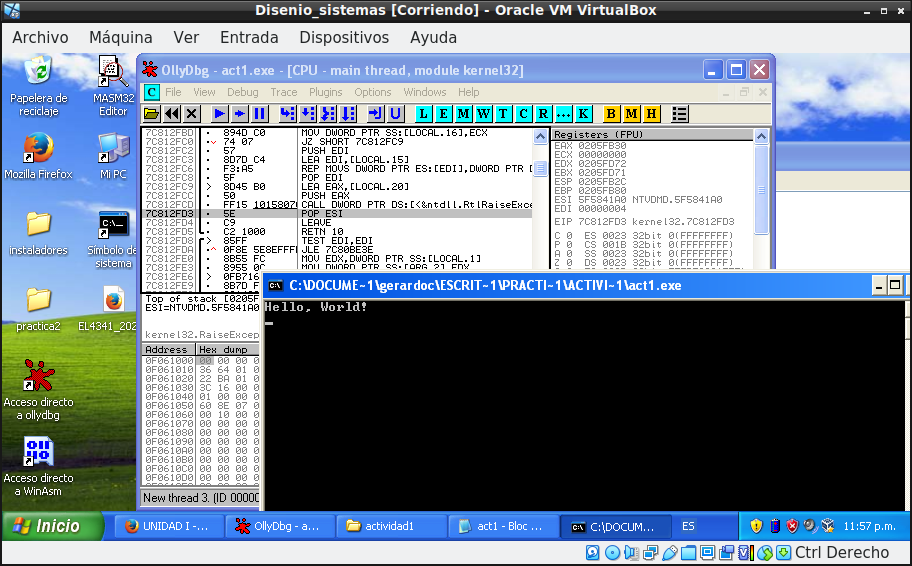 Disenio_sistemas [Corriendo] - Oracle VM VirtualBox
Archivo Máquina Ver Entrada Dispositivos Ayuda
Papelera de reciclaje
MASM32 Editor
Mozilla Firefox
Mi PC
instaladores
Símbolo de sistema
practica2
EL4341_202
Acceso directo a ollydbg
Acceso directo a WinAsm
OllyDbg - act1.exe - [CPU - main thread, module kernel32]
C File View Debug Trace Plugins Options Windows Help
L E M W T C R ... K B M H
7C812FBD 894D C0 MOV DWORD PTR SS:[LOCAL.16],ECX
7C812FC0 74 07 JZ SHORT 7C812FC9
7C812FC2 57 PUSH EDI
7C812FC3 8D7D C4 LEA EDI,[LOCAL.15]
7C812FC6 F3:A5 REP MOVS DWORD PTR ES:[EDI],DWORD PTR [
7C812FC8 5F POP EDI
7C812FC9 8D45 B0 LEA EAX,[LOCAL.20]
7C812FCC 50 PUSH EAX
7C812FCD FF15 1015807 CALL DWORD PTR DS:[<&ntdll.RtlRaiseExce
7C812FD3 5E POP ESI
7C812FD4 C9 LEAVE
7C812FD5 C2 1000 RETN 10
7C812FD8 85FF TEST EDI,EDI
7C812FDA 0F8E 5E8EFFFF JLE 7C80BE3E
7C812FE0 8B55 FC MOV EDX,DWORD PTR SS:[LOCAL.1]
7C812FE3 8955 0C MOV DWORD PTR SS:[ARG.2],EDX
7C812FE6 0FB716
7C812FE9 8B7D F
Registers (FPU)
EAX 0205FB30
ECX 00000000
EDX 0205FD72
EBX 0205FD71
ESP 0205FB2C
EBP 0205FB80
ESI 5F5841A0 NTVDMD.5F5841A0
EDI 00000004
EIP 7C812FD3 kernel32.7C812FD3
C 0 ES 0023 32bit 0(FFFFFFFF)
P 0 CS 001B 32bit 0(FFFFFFFF)
A 0 SS 0023 32bit 0(FFFFFFFF)
Z 0 DS 0023 32bit 0(FFFFFFFF)
Top of stack [0205F
ESI=NTVDMD.5F5841A0
kernel32.RaiseExcep
Address Hex dump
0F061000 00 00 00 0
0F061010 36 64 01 0
0F061020 22 BA 01 0
0F061030 3C 16 00 0
0F061040 01 00 00 0
0F061050 60 8E 07 0
0F061060 00 10 00 0
0F061070 00 00 00 0
0F061080 00 00 00 0
0F061090 00 00 00 0
0F0610A0 00 00 00 0
0F0610B0 00 00 00 0
0F0610C0 00 00 00 0
0F0610D0 00 00 00 0
New thread 3. (ID 00000
C:\DOCUME~1\gerardoc\ESCRIT~1\PRACTI~1\ACTIVI~1\act1.exe
Hello, World!
Inicio
UNIDAD I -...
OllyDbg - a...
actividad1
act1 - Bloc ...
C:\DOCUM...
ES
11:57 p.m.
Ctrl Derecho